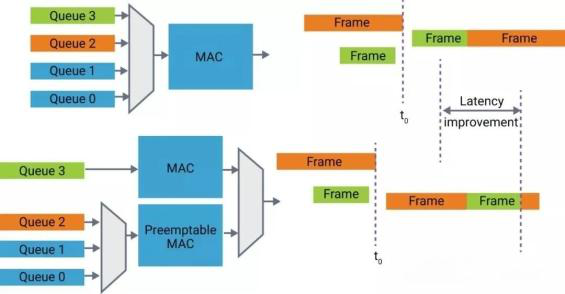 Queue 3
Queue 2
Queue 1
Queue 0
MAC
Frame
Frame
Frame
Frame
t0
Latency
improvement
Queue 3
MAC
Queue 2
Queue 1
Queue 0
Preemptable
MAC
Frame
Frame
Frame
Frame
t0